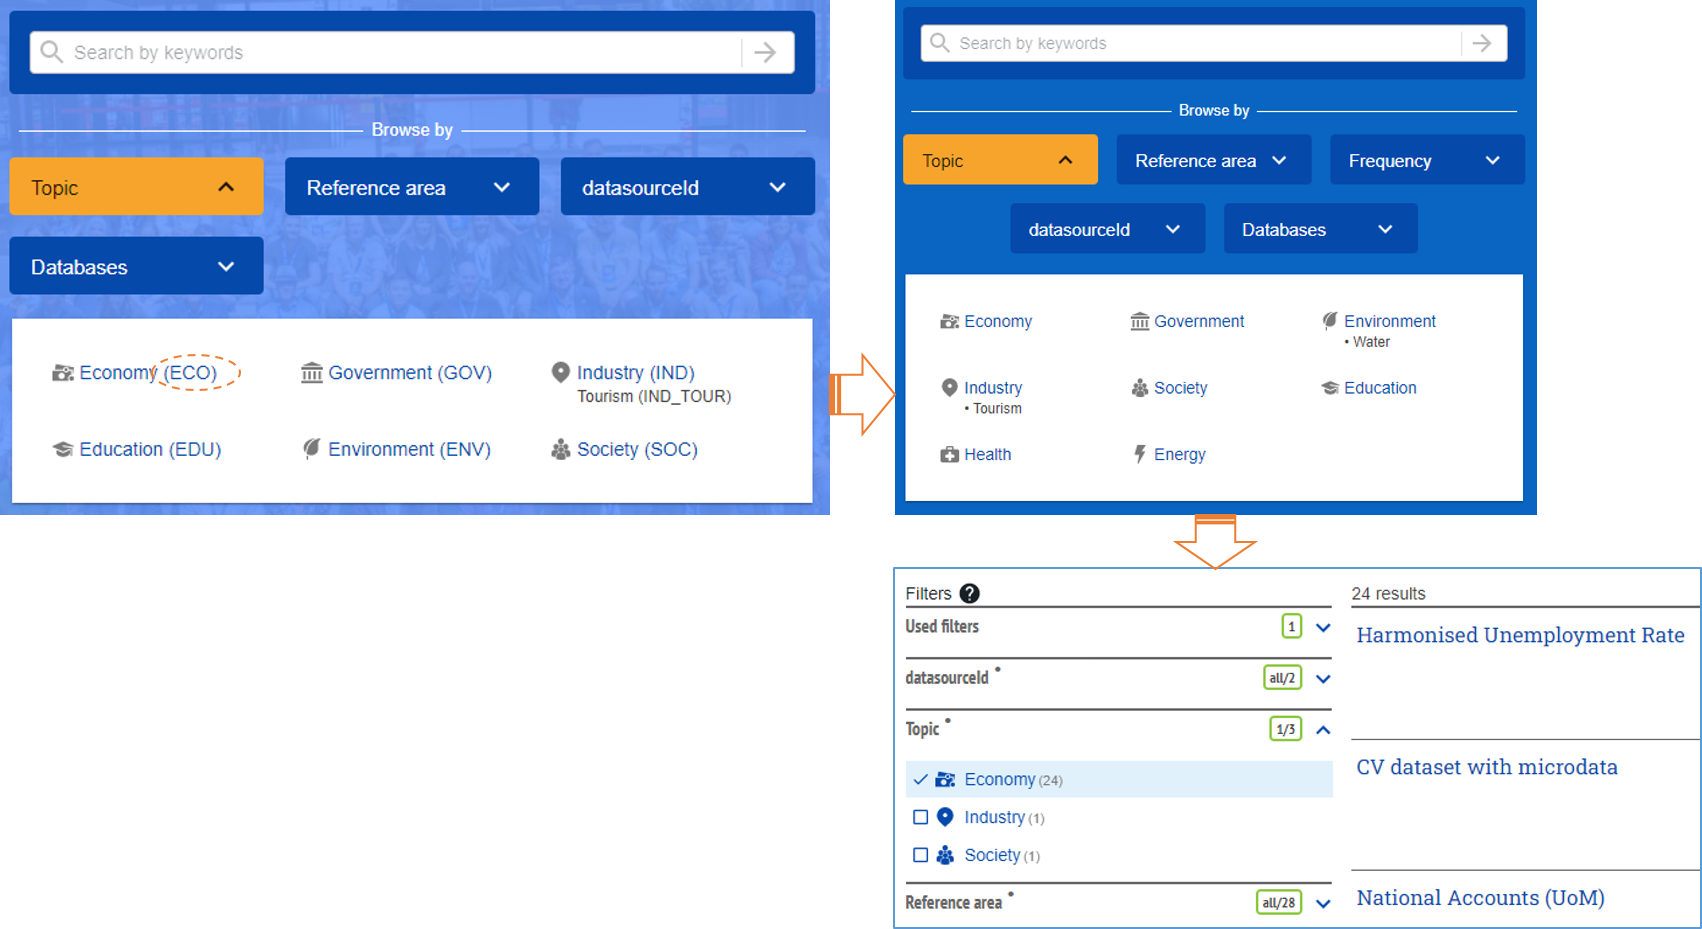 Search by keywords
Browse by
Topic
Reference area
datasourceId
Databases
Economy (ECO)
Government (GOV)
Industry (IND)
Tourism (IND_TOUR)
Education (EDU)
Environment (ENV)
Society (SOC)
Search by keywords
Browse by
Topic
Reference area
Frequency
datasourceId
Databases
Economy
Government
Environment
• Water
Industry
• Tourism
Society
Education
Health
Energy
Filters ?
Used filters 1
datasourceId • all/2
Topic • 1/3
Economy (24)
Industry (1)
Society (1)
Reference area • all/28
24 results
Harmonised Unemployment Rate
CV dataset with microdata
National Accounts (UoM)